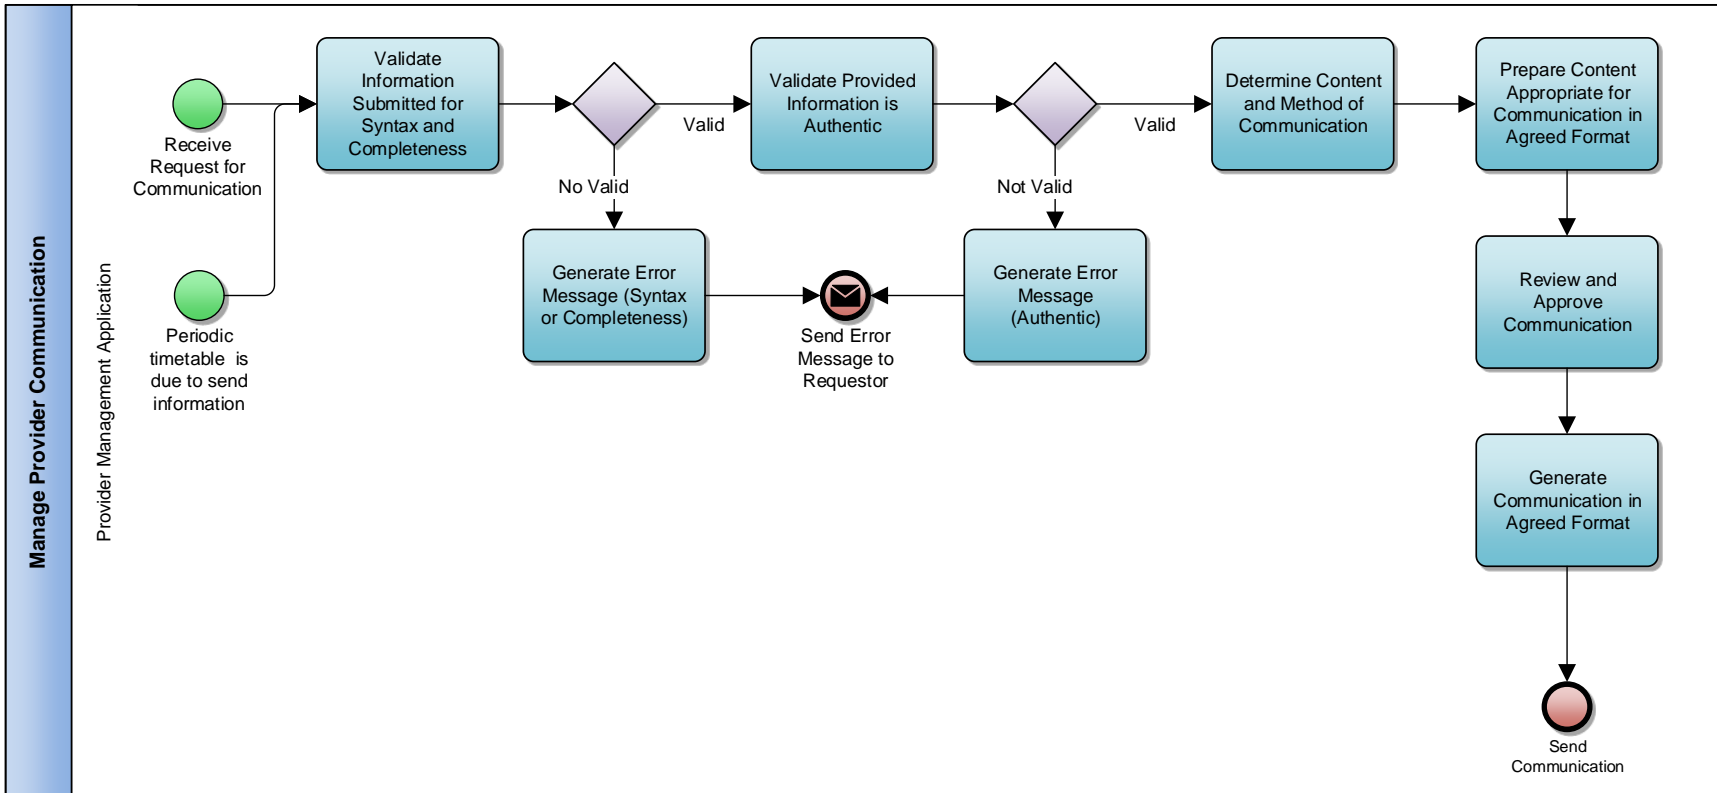 Manage Provider Communication
Provider Management Application
Receive
Request for
Communication
Periodic
timetable  is
due to send
information
Validate
Information
Submitted for
Syntax and
Completeness
Valid
No Valid
Generate Error
Message (Syntax
or Completeness)
Validate Provided
Information is
Authentic
Valid
Not Valid
Generate Error
Message
(Authentic)
Send Error
Message to
Requestor
Determine Content
and Method of
Communication
Prepare Content
Appropriate for
Communication in
Agreed Format
Review and
Approve
Communication
Generate
Communication in
Agreed Format
Send
Communication